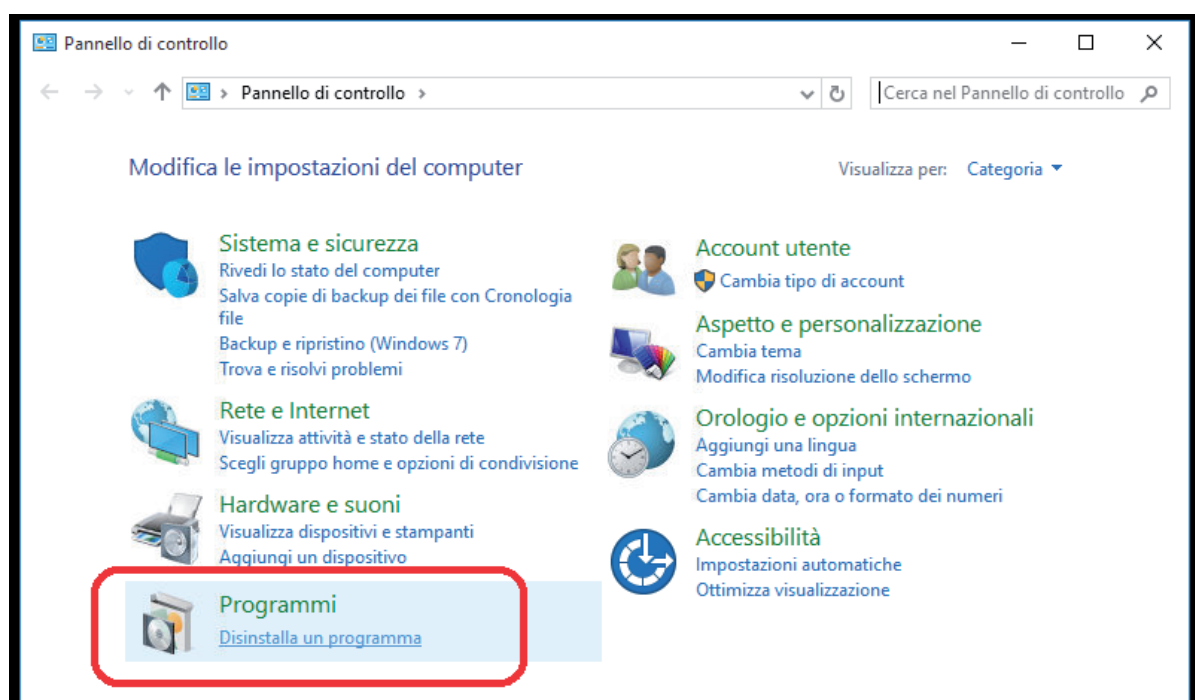 Pannello di controllo
Pannello di controllo
Cerca nel Pannello di controllo
Modifica le impostazioni del computer
Visualizza per: Categoria
Sistema e sicurezza
Rivedi lo stato del computer
Salva copie di backup dei file con Cronologia
file
Backup e ripristino (Windows 7)
Trova e risolvi problemi
Rete e Internet
Visualizza attività e stato della rete
Scegli gruppo home e opzioni di condivisione
Hardware e suoni
Visualizza dispositivi e stampanti
Aggiungi un dispositivo
Programmi
Disinstalla un programma
Account utente
Cambia tipo di account
Aspetto e personalizzazione
Cambia tema
Modifica risoluzione dello schermo
Orologio e opzioni internazionali
Aggiungi una lingua
Cambia metodi di input
Cambia data, ora o formato dei numeri
Accessibilità
Impostazioni automatiche
Ottimizza visualizzazione